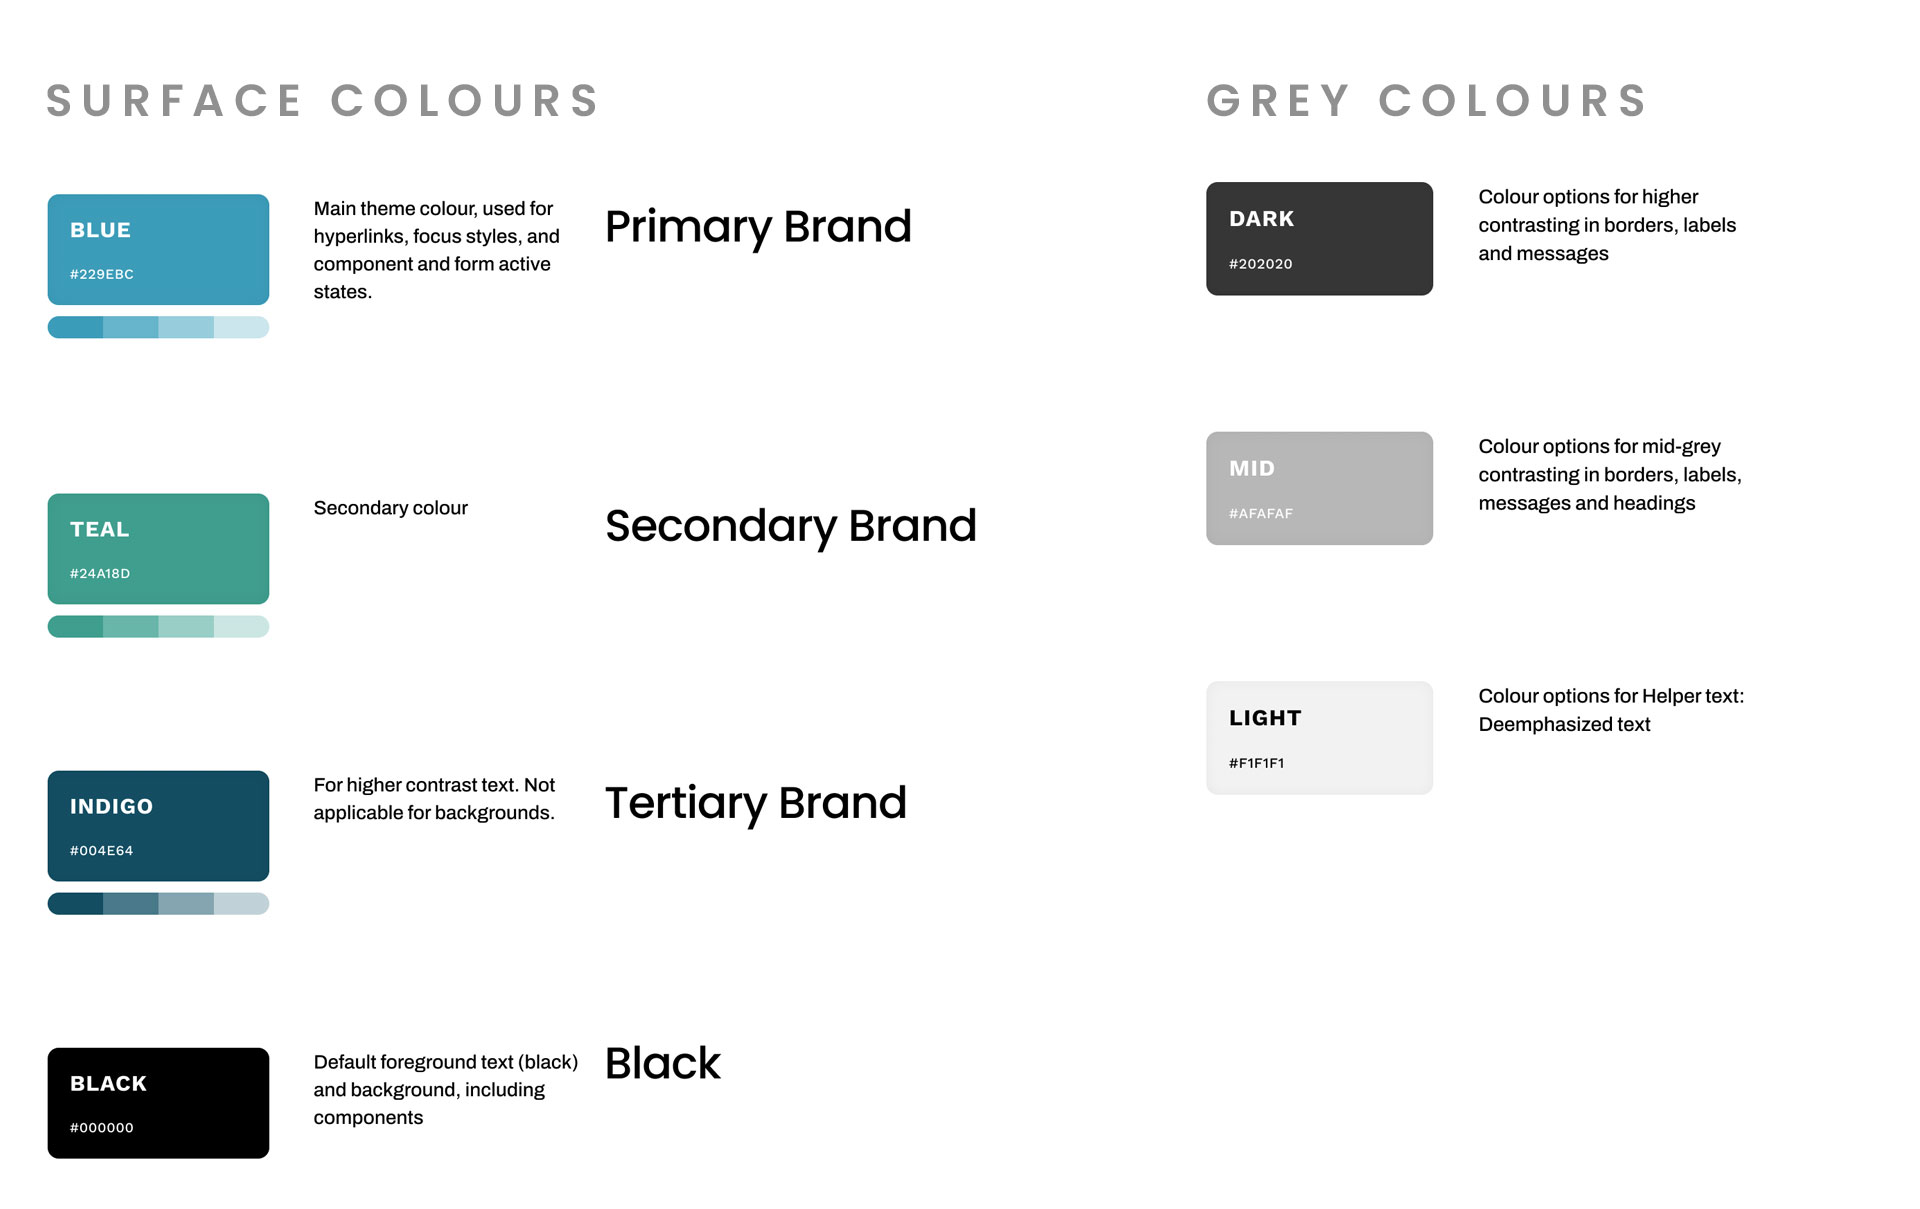 SURFACE COLOURS
BLUE
#229EBC
Main theme colour, used for
hyperlinks, focus styles, and
component and form active
states.
Primary Brand
TEAL
#24A18D
Secondary colour
Secondary Brand
INDIGO
#004E64
For higher contrast text. Not
applicable for backgrounds.
Tertiary Brand
BLACK
#000000
Default foreground text (black)
and background, including
components
Black
GREY COLOURS
DARK
#202020
Colour options for higher
contrasting in borders, labels
and messages
MID
#AFAFAF
Colour options for mid-grey
contrasting in borders, labels,
messages and headings
LIGHT
#F1F1F1
Colour options for Helper text:
Deemphasized text